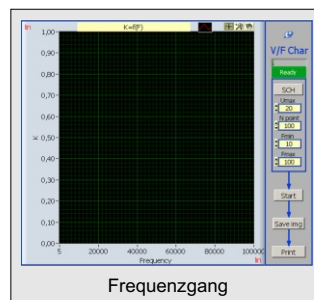 ln
K=f(F)
1,00
0,90
0,80
0,70
0,60
0,50
0,40
0,30
0,20
0,10
0,00
K
5 20000 40000 60000 80000 100000
Frequency
ln
V/F Char
Ready
SCH
Umax
20
N point
100
Fmin
10
Fmax
100
Start
Save img
Print
Frequenzgang